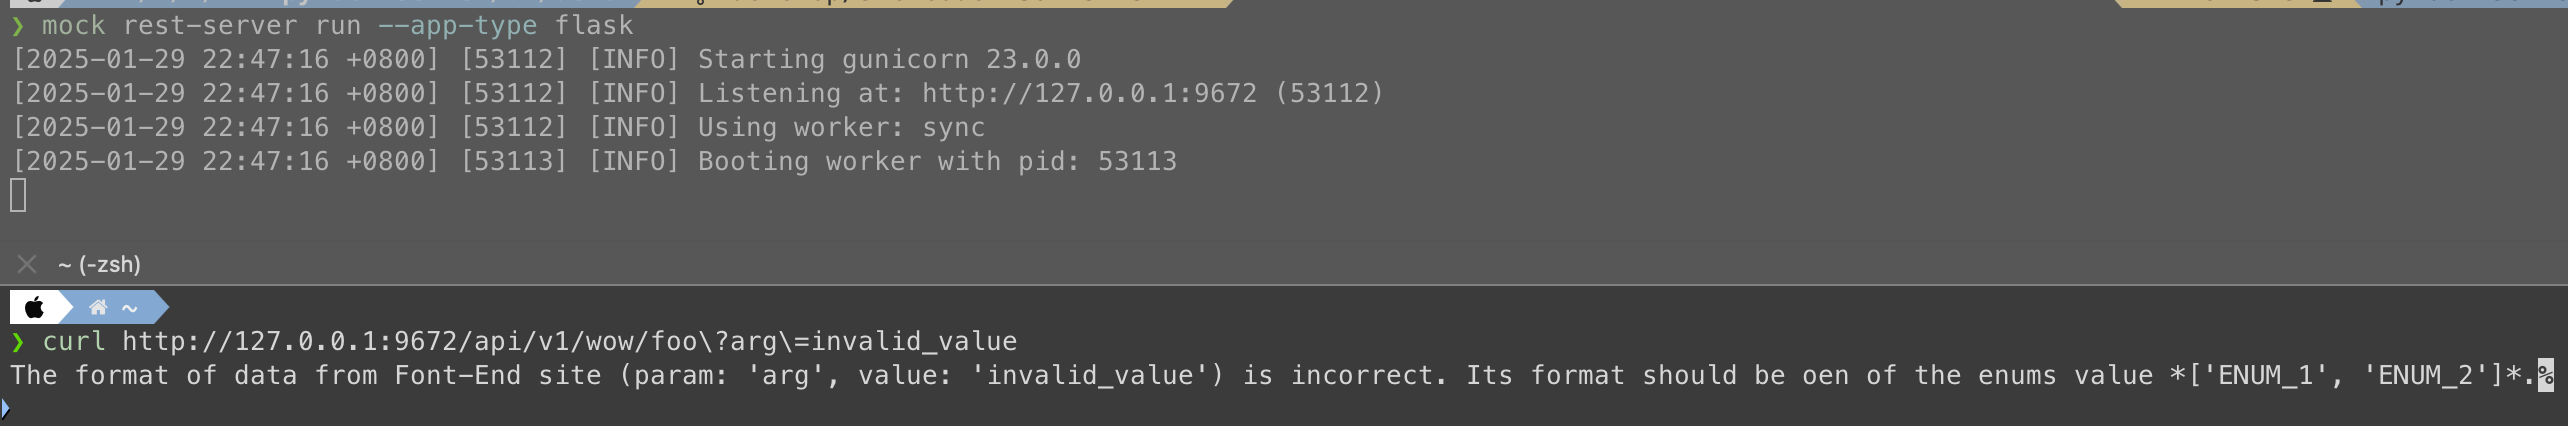 ❯ mock rest-server run --app-type flask
[2025-01-29 22:47:16 +0800] [53112] [INFO] Starting gunicorn 23.0.0
[2025-01-29 22:47:16 +0800] [53112] [INFO] Listening at: http://127.0.0.1:9672 (53112)
[2025-01-29 22:47:16 +0800] [53112] [INFO] Using worker: sync
[2025-01-29 22:47:16 +0800] [53113] [INFO] Booting worker with pid: 53113
~ (-zsh)
~
❯ curl http://127.0.0.1:9672/api/v1/wow/foo\?arg\=invalid_value
The format of data from Font-End site (param: 'arg', value: 'invalid_value') is incorrect. Its format should be oen of the enums value *['ENUM_1', 'ENUM_2']*.%